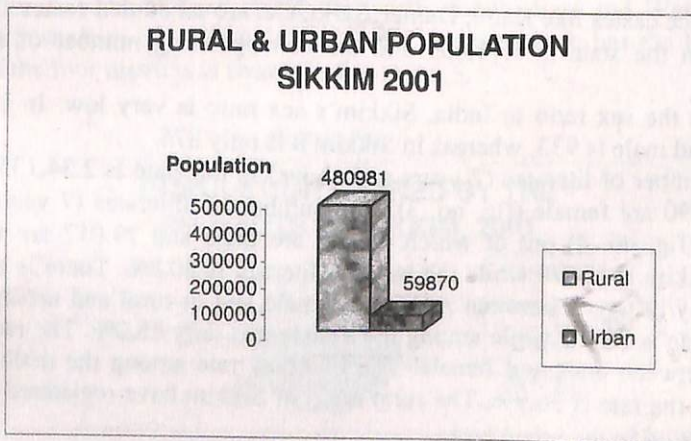 RURAL & URBAN POPULATION
SIKKIM 2001
Population
480981
500000
400000
300000
200000
100000
0
59870
Rural
Urban